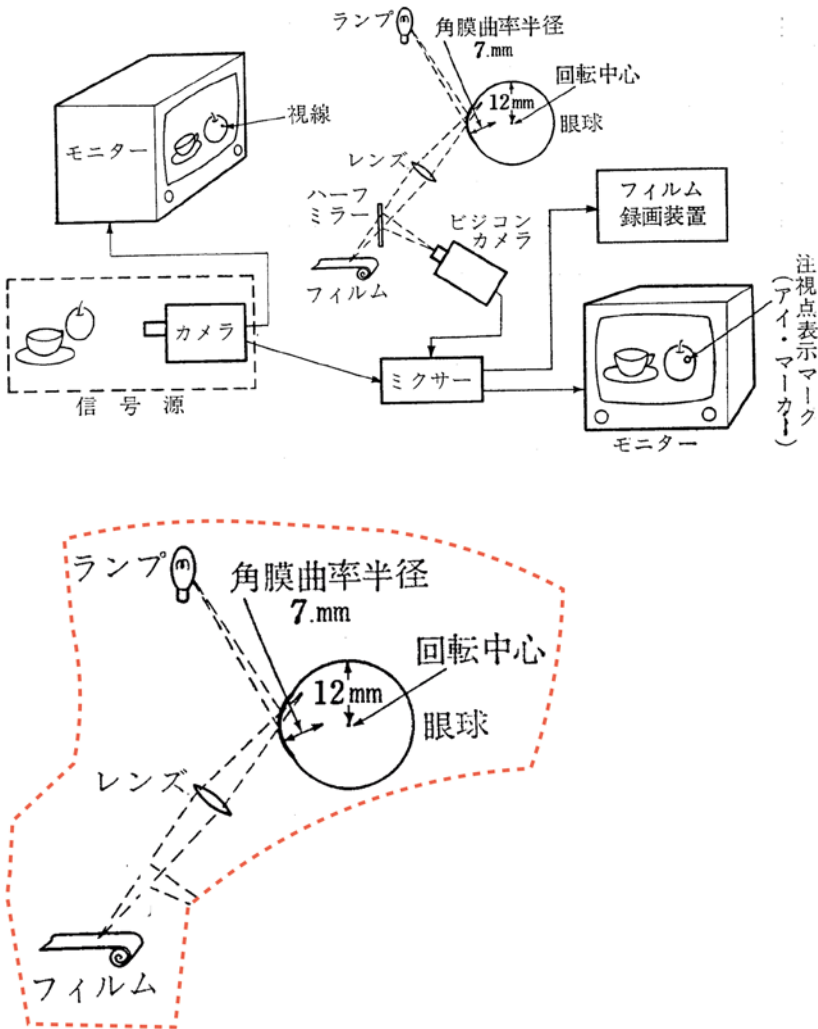 ランプ
角膜曲率半径
7.mm
回転中心
12mm
眼球
視線
モニター
レンズ
ハーフ
ミラー
ビジコン
カメラ
フィルム
録画装置
フィルム
カメラ
信号源
ミクサー
モニター
注視点表示マーク
(アイ・マーカー)
ランプ
角膜曲率半径
7.mm
回転中心
12mm
眼球
レンズ
フィルム